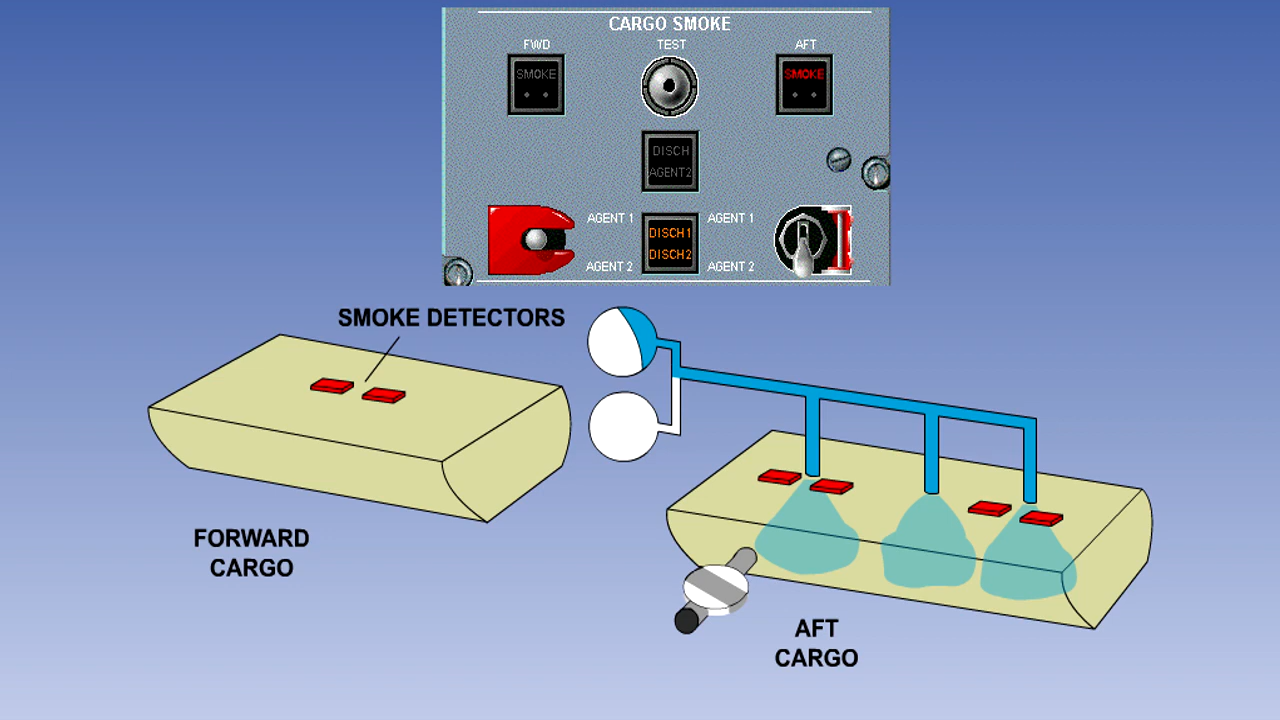 CARGO SMOKE
FWD
TEST
AFT
SMOKE
SMOKE
DISCH
AGENT2
AGENT 1
DISCH1
AGENT 1
DISCH2
AGENT 2
AGENT 2
SMOKE DETECTORS
FORWARD
CARGO
AFT
CARGO